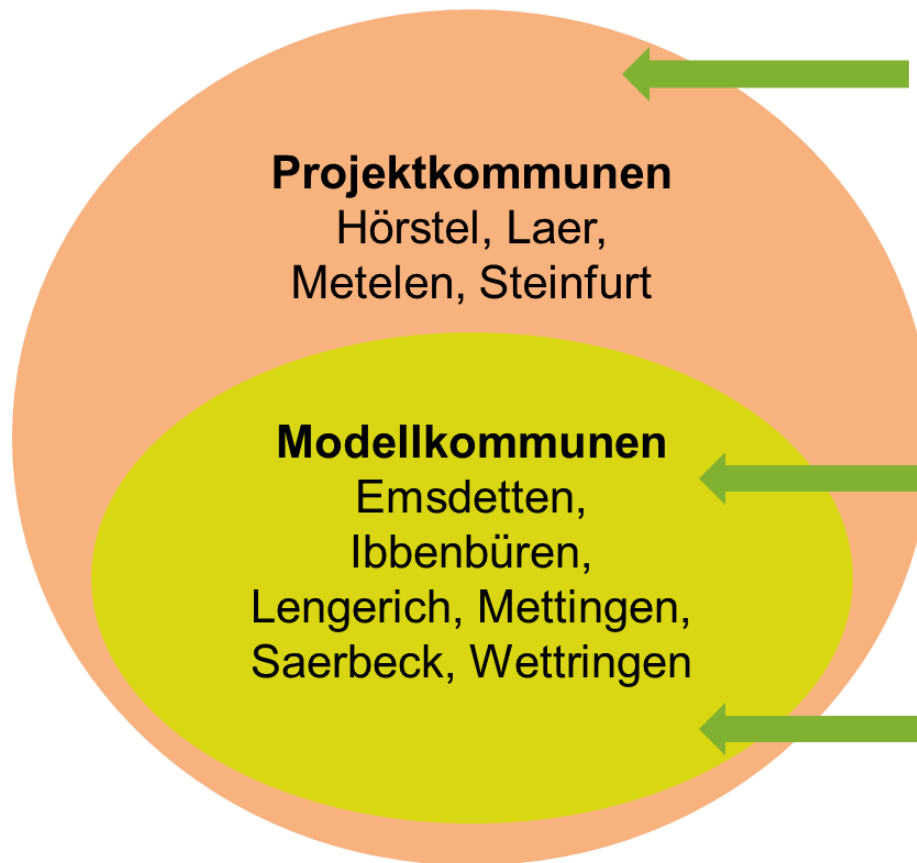 Projektkommunen
Hörstel, Laer,
Metelen, Steinfurt
Modellkommunen
Emsdetten,
Ibbenbüren,
Lengerich, Mettingen,
Saerbeck, Wettringen